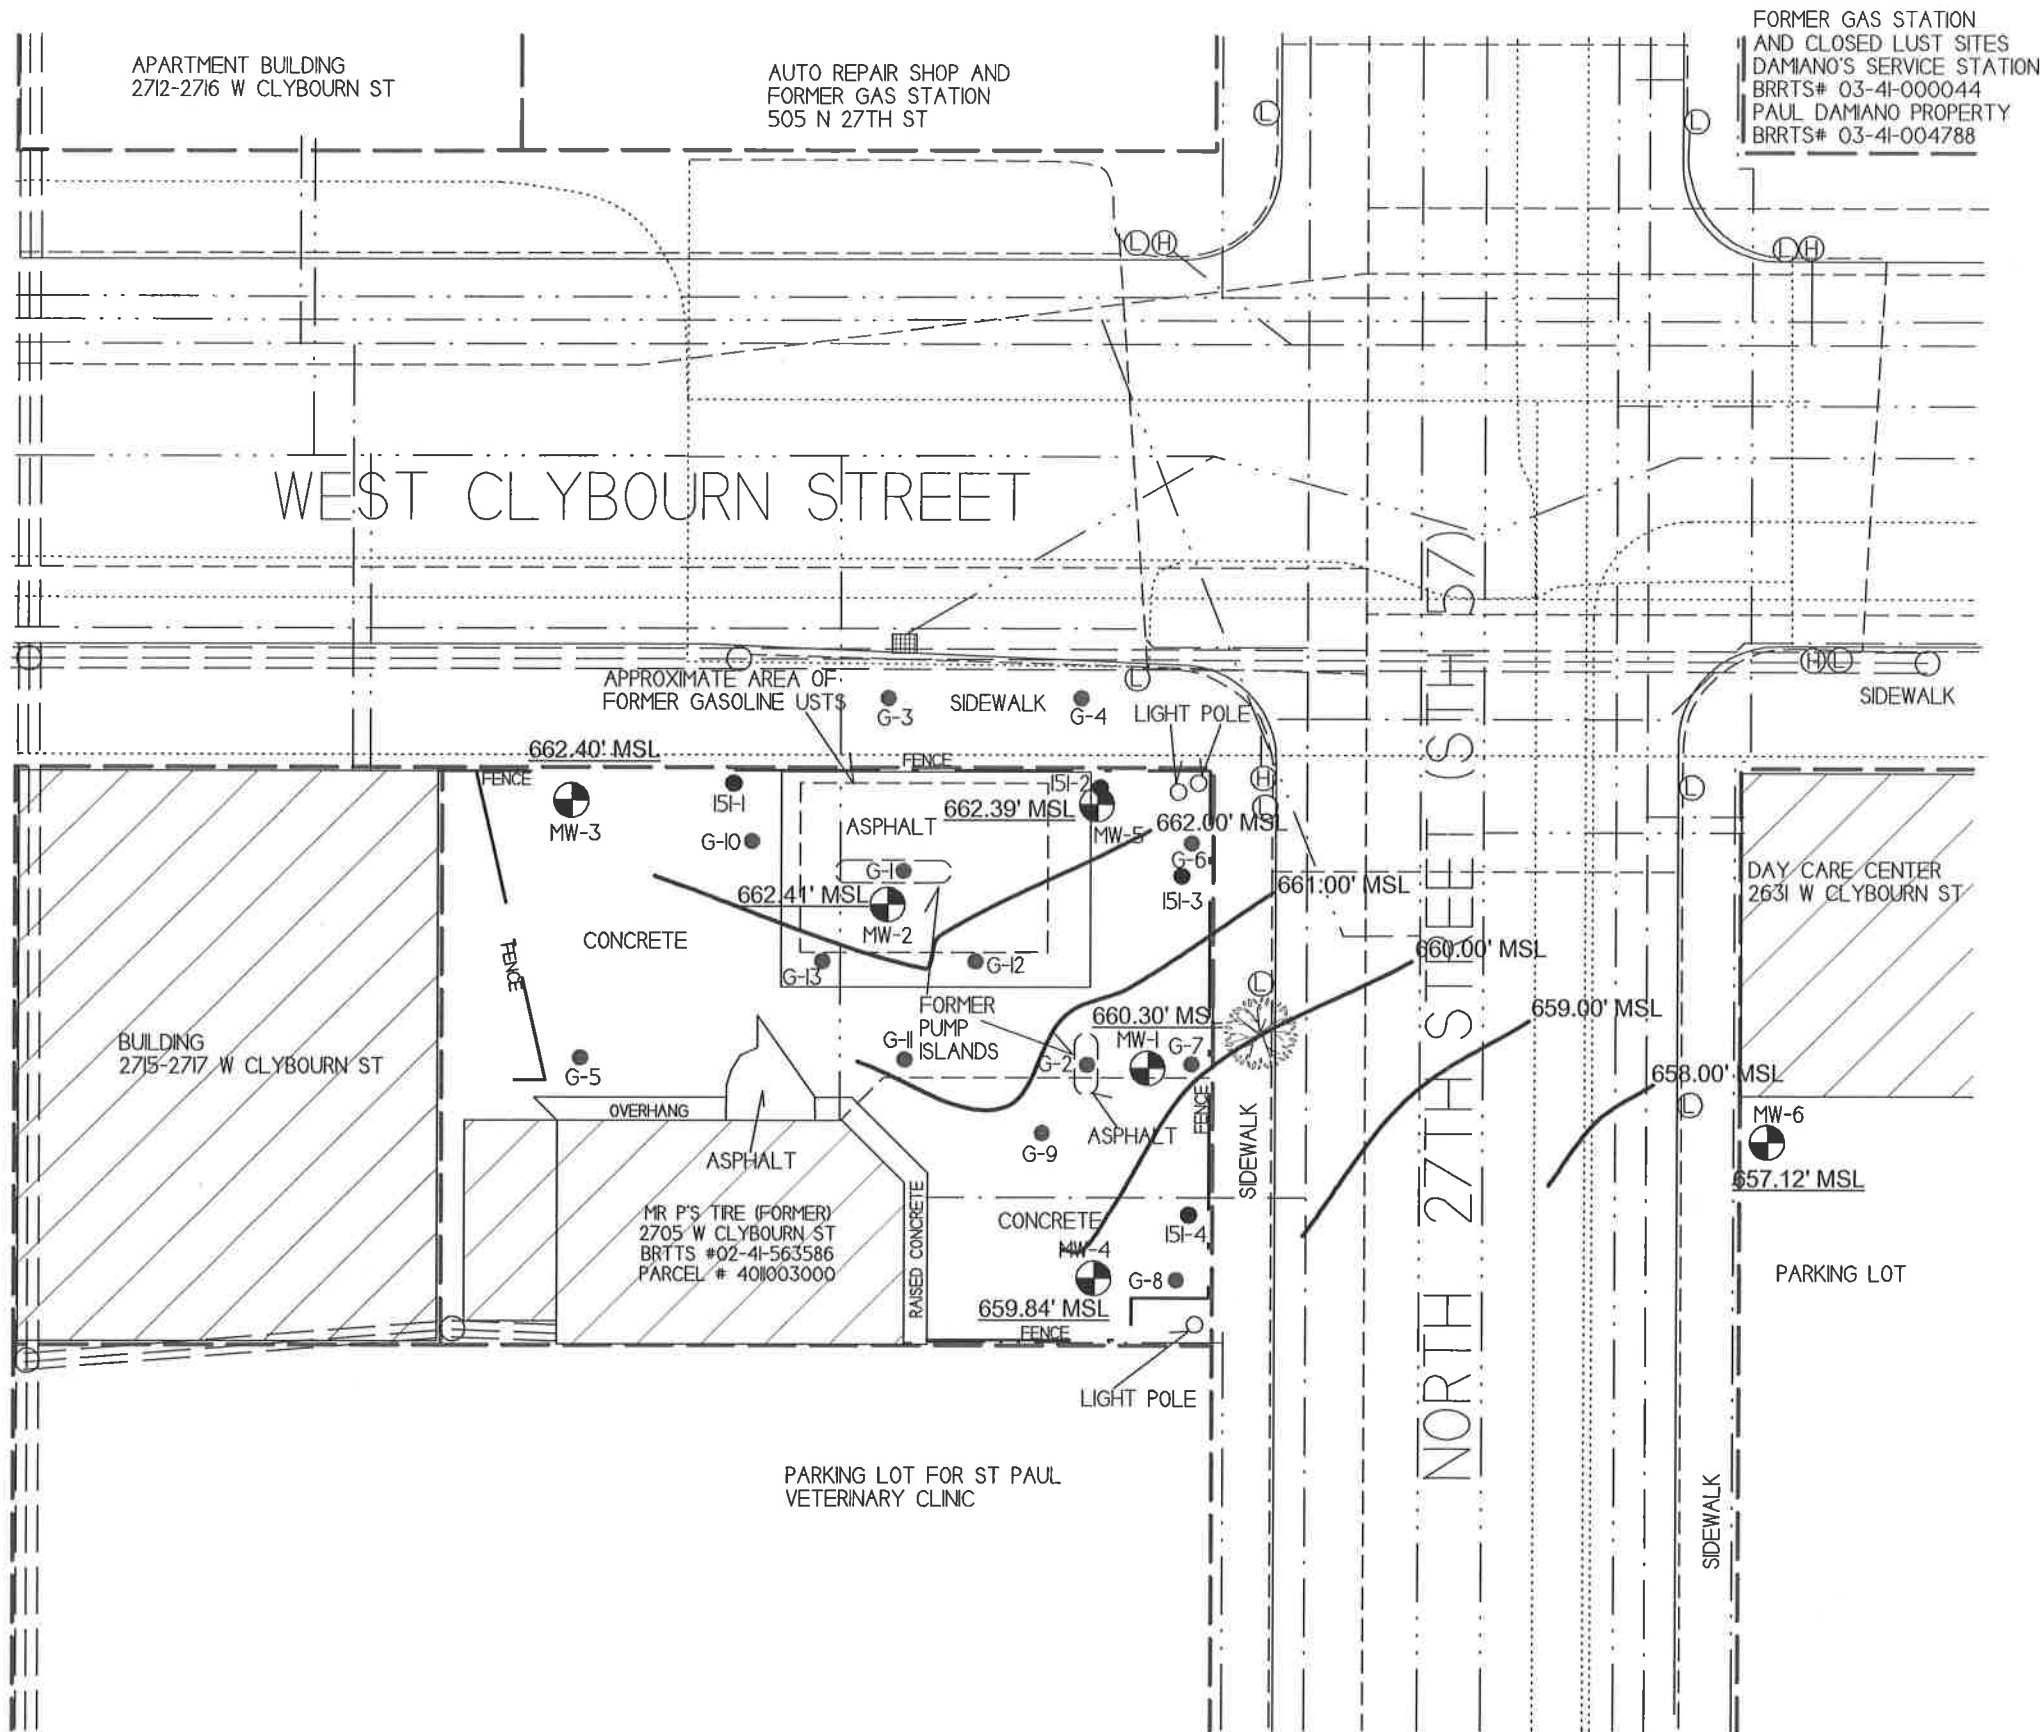 FORMER GAS STATION
AND CLOSED LUST SITES
DAMIANO'S SERVICE STATION
BRRTS# 03-41-000044
PAUL DAMIANO PROPERTY
BRRTS# 03-41-004788
APARTMENT BUILDING
2712-2716 W CLYBOURN ST
AUTO REPAIR SHOP AND
FORMER GAS STATION
505 N 27TH ST
L
L
L H
L H
WEST CLYBOURN STREET
NORTH 27TH STREET (STH 57)
APPROXIMATE AREA OF
FORMER GASOLINE USTS
G-3
SIDEWALK
G-4
L
LIGHT POLE
H L
SIDEWALK
662.40' MSL
FENCE
FENCE
MW-3
151-1
151-2
662.39' MSL
MW-5
662.00' MSL
H
L
L
ASPHALT
G-10
G-6
G-1
151-3
662.41' MSL
MW-2
661.00' MSL
DAY CARE CENTER
2631 W CLYBOURN ST
CONCRETE
FENCE
G-13
G-12
660.00' MSL
L
FORMER
PUMP
ISLANDS
660.30' MS
MW-1
659.00' MSL
BUILDING
2715-2717 W CLYBOURN ST
G-11
G-2
G-7
G-5
658.00' MSL
L
OVERHANG
FENCE
MW-6
ASPHALT
G-9
ASPHALT
SIDEWALK
657.12' MSL
MR P'S TIRE (FORMER)
2705 W CLYBOURN ST
BRTTS #02-41-563586
PARCEL # 4011003000
RAISED CONCRETE
CONCRETE
151-4
MW-4
G-8
PARKING LOT
659.84' MSL
FENCE
LIGHT POLE
PARKING LOT FOR ST PAUL
VETERINARY CLINIC
SIDEWALK